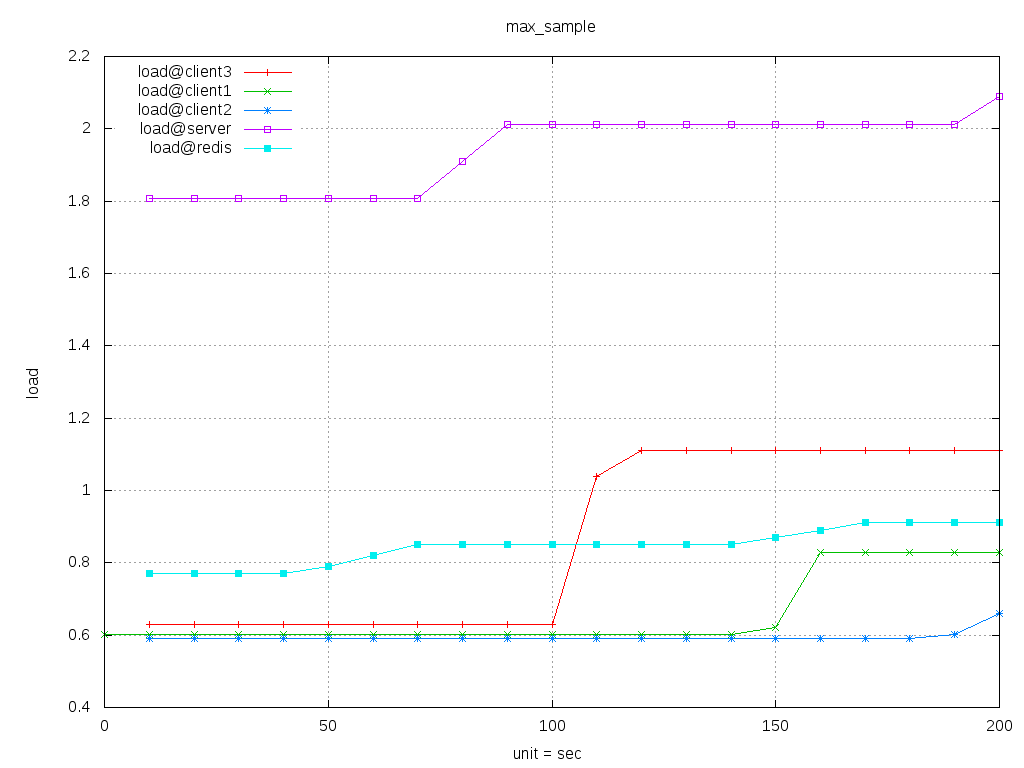 max_sample
2.2
2
1.8
1.6
1.4
1.2
1
0.8
0.6
0.4
load
load@client3
load@client1
load@client2
load@server
load@redis
0 50 100 150 200
unit = sec